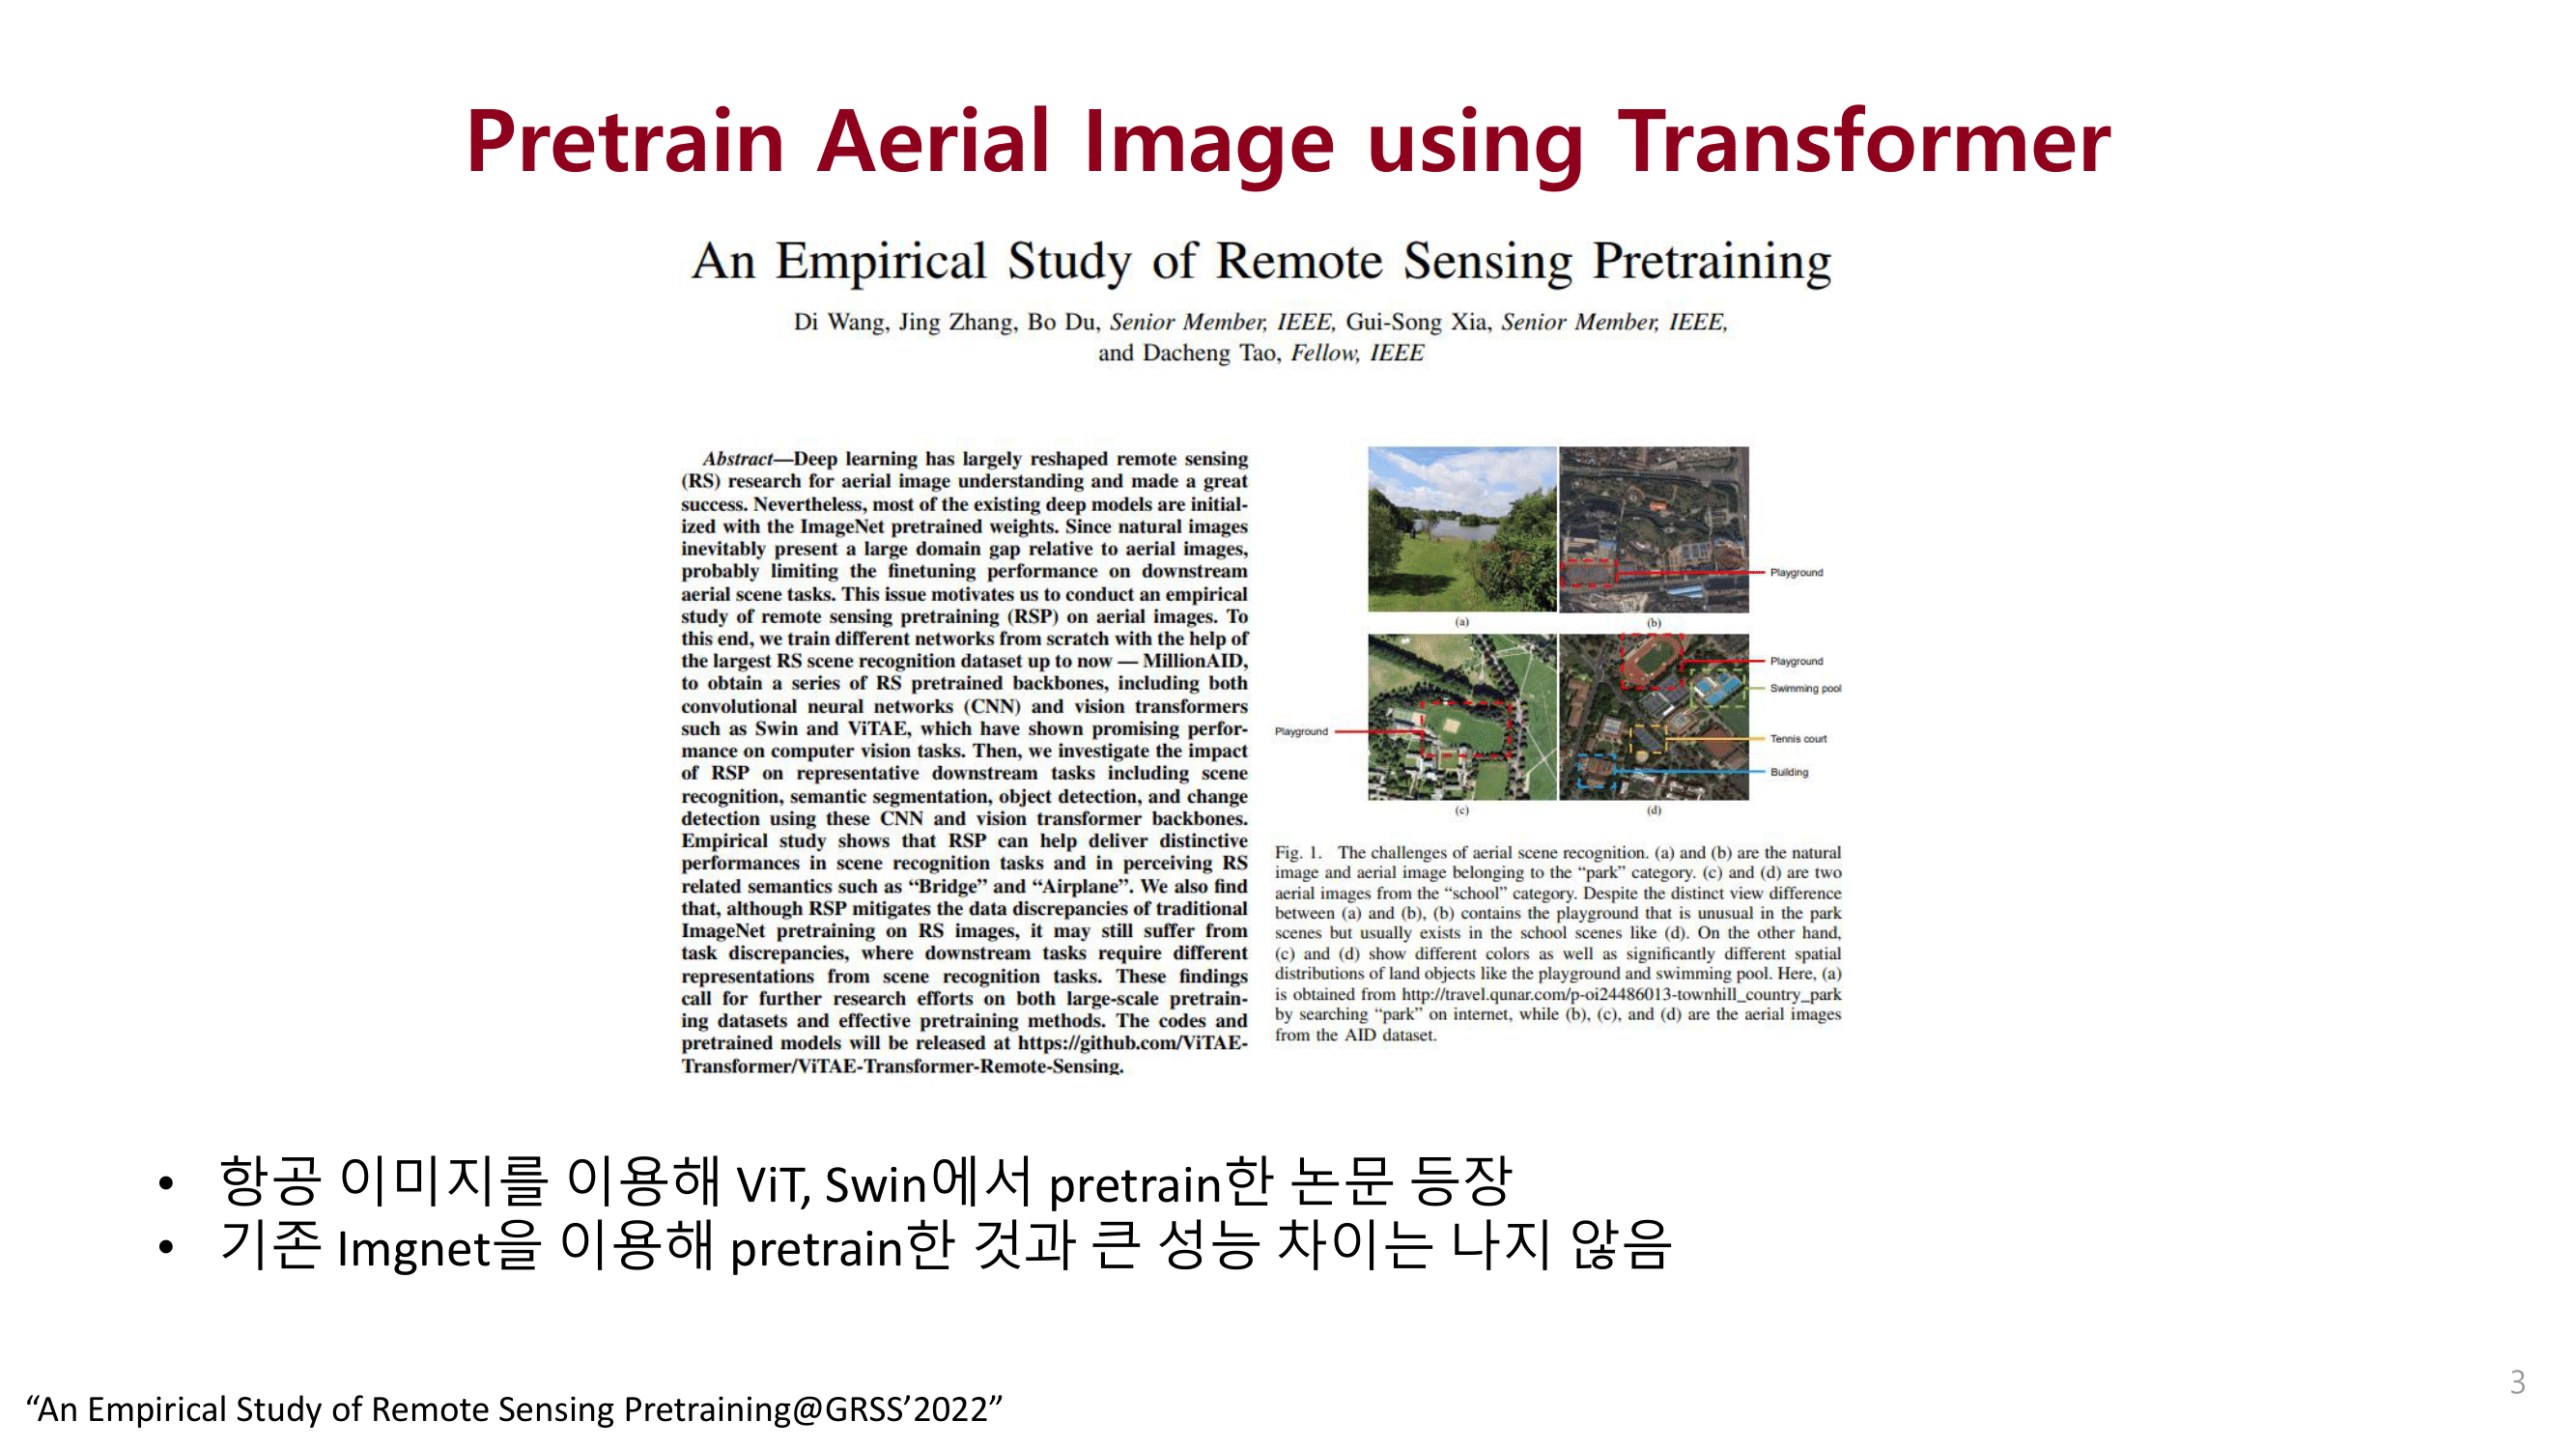 Pretrain Aerial Image using Transformer
An Empirical Study of Remote Sensing Pretraining
Di Wang, Jing Zhang, Bo Du, Senior Member, IEEE, Gui-Song Xia, Senior Member, IEEE,
and Dacheng Tao, Fellow, IEEE
Abstract—Deep learning has largely reshaped remote sensing
(RS) research for aerial image understanding and made a great
success. Nevertheless, most of the existing deep models are initial-
ized with the ImageNet pretrained weights. Since natural images
inevitably present a large domain gap relative to aerial images,
probably limiting the finetuning performance on downstream
aerial scene tasks. This issue motivates us to conduct an empirical
study of remote sensing pretraining (RSP) on aerial images. To
this end, we train different networks from scratch with the help of
the largest RS scene recognition dataset up to now — MillionAID,
to obtain a series of RS pretrained backbones, including both
convolutional neural networks (CNN) and vision transformers
such as Swin and ViTAE, which have shown promising perfor-
mance on computer vision tasks. Then, we investigate the impact
of RSP on representative downstream tasks including scene
recognition, semantic segmentation, object detection, and change
detection using these CNN and vision transformer backbones.
Empirical study shows that RSP can help deliver distinctive
performances in scene recognition tasks and in perceiving RS
related semantics such as “Bridge” and “Airplane”. We also find
that, although RSP mitigates the data discrepancies of traditional
ImageNet pretraining on RS images, it may still suffer from
task discrepancies, where downstream tasks require different
representations from scene recognition tasks. These findings
call for further research efforts on both large-scale pretrain-
ing datasets and effective pretraining methods. The codes and
pretrained models will be released at https://github.com/ViTAE-
Transformer/ViTAE-Transformer-Remote-Sensing.
Playground
(a)
(b)
Playground
Swimming pool
Playground
Tennis court
Building
(c)
(d)
Fig. 1. The challenges of aerial scene recognition. (a) and (b) are the natural
image and aerial image belonging to the “park” category. (c) and (d) are two
aerial images from the “school” category. Despite the distinct view difference
between (a) and (b), (b) contains the playground that is unusual in the park
scenes but usually exists in the school scenes like (d). On the other hand,
(c) and (d) show different colors as well as significantly different spatial
distributions of land objects like the playground and swimming pool. Here, (a)
is obtained from http://travel.qunar.com/p-oi24486013-townhill_country_park
by searching “park” on internet, while (b), (c), and (d) are the aerial images
from the AID dataset.
• 항공 이미지를 이용해 ViT, Swin에서 pretrain한 논문 등장
• 기존 Imgnet을 이용해 pretrain한 것과 큰 성능 차이는 나지 않음
3
“An Empirical Study of Remote Sensing Pretraining@GRSS’2022”